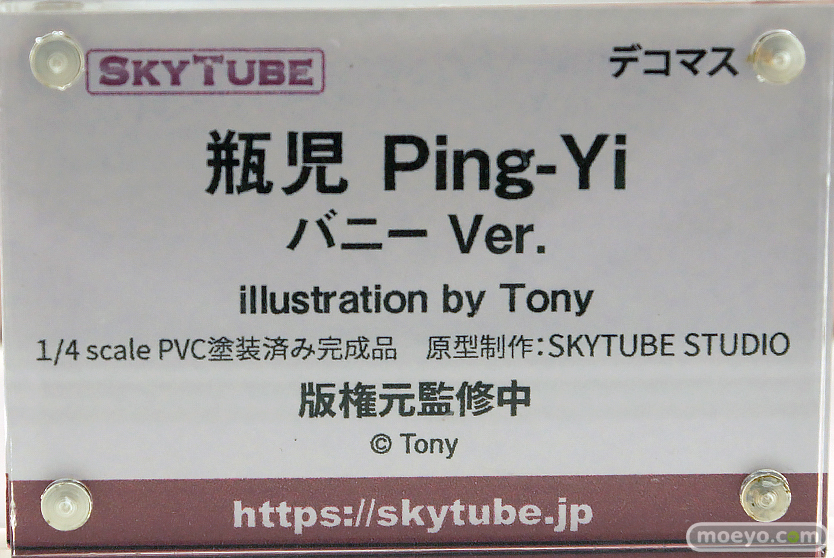 SKYTUBE
デコマス
瓶児 Ping-Yi
バニー Ver.
illustration by Tony
1/4 scale PVC塗装済み完成品 原型制作:SKYTUBE STUDIO
版権元監修中
© Tony
https://skytube.jp
moeyo.com